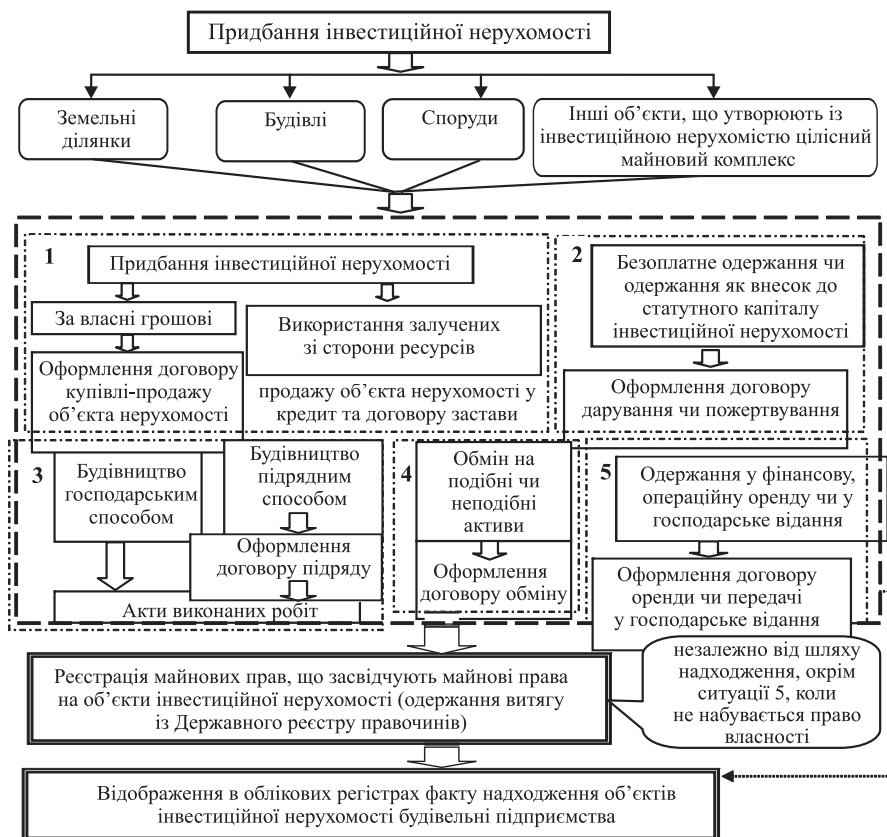 Придбання інвестиційної нерухомості
Земельні
ділянки
Будівлі
Споруди
Інші об’єкти, що утворюють із
інвестиційною нерухомістю цілісний
майновий комплекс
1
Придбання інвестиційної нерухомості
За власні грошові
Оформлення договору
купівлі-продажу
об’єкта нерухомості
Використання залучених
зі сторони ресурсів
продажу об’єкта нерухомості у
кредит та договору застави
2
Безоплатне одержання чи
одержання як внесок до
статутного капіталу
інвестиційної нерухомості
Оформлення договору
дарування чи пожертвування
3
Будівництво
господарським
способом
Будівництво
підрядним
способом
Оформлення
договору підряду
Акти виконаних робіт
4
Обмін на
подібні чи
неподібні
активи
Оформлення
договору обміну
5
Одержання у фінансову,
операційну оренду чи у
господарське відання
Оформлення договору
оренди чи передачі
у господарське відання
Реєстрація майнових прав, що засвідчують майнові права
на об’єкти інвестиційної нерухомості (одержання витягу
із Державного реєстру правочинів)
незалежно від шляху
надходження, окрім
ситуації 5, коли
не набувається право
власності
Відображення в облікових регістрах факту надходження об’єктів
інвестиційної нерухомості будівельні підприємства